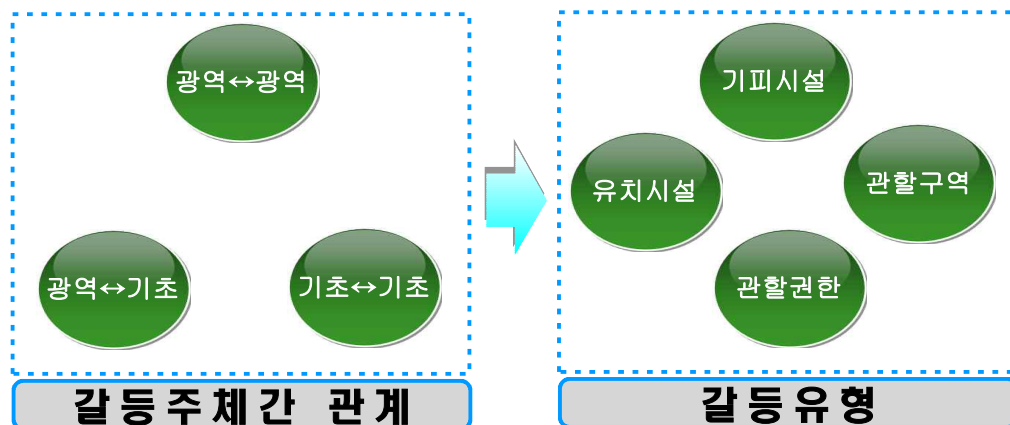 광역↔광역
광역↔기초
기초↔기초
갈등주체간 관계
기피시설
유치시설
관할구역
관할권한
갈등유형